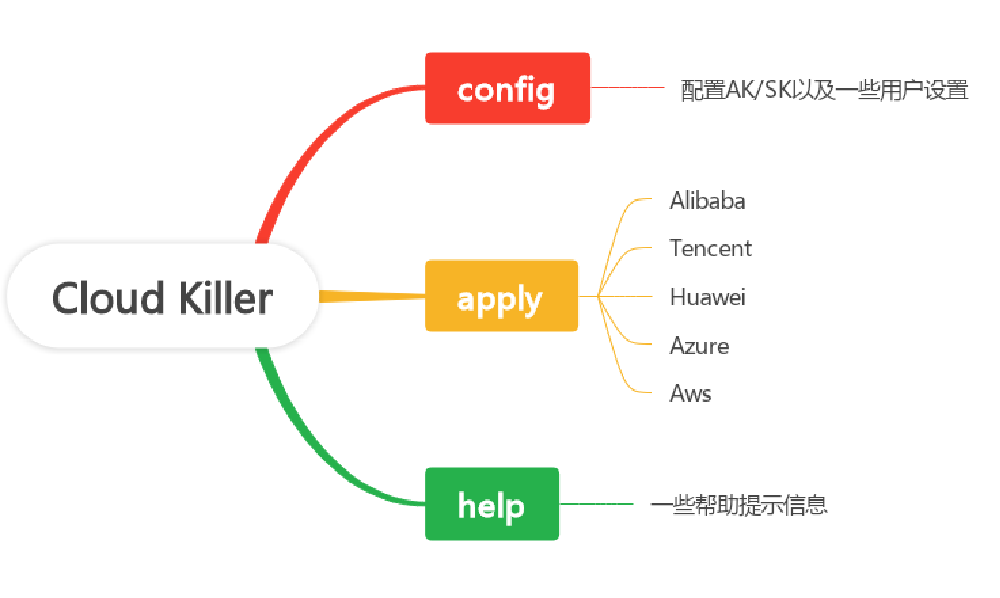 Cloud Killer
config
配置AK/SK以及一些用户设置
apply
Alibaba
Tencent
Huawei
Azure
Aws
help
一些帮助提示信息